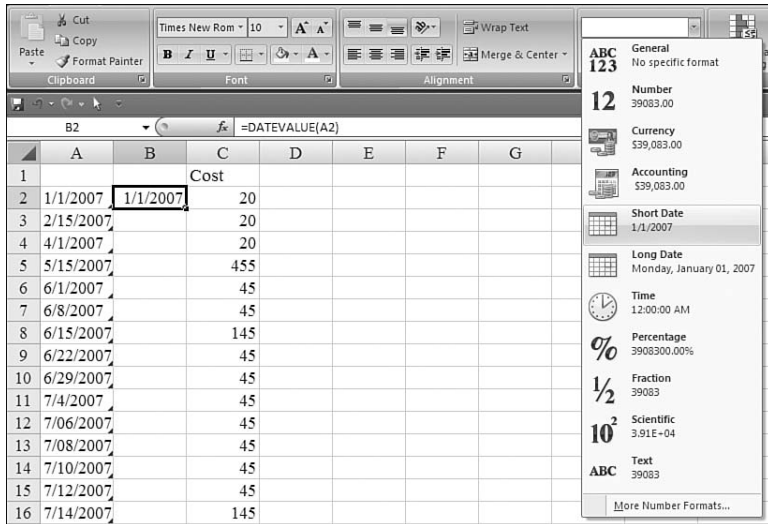 Cut
Copy
Format Painter
Paste
Clipboard
Times New Rom
10
A A
B I U
A
Font
Wrap Text
Merge & Center
Alignment
B2
fx
=DATEVALUE(A2)
A B C D E F G
1 Cost
2 1/1/2007 1/1/2007 20
3 2/15/2007 20
4 4/1/2007 20
5 5/15/2007 455
6 6/1/2007 45
7 6/8/2007 45
8 6/15/2007 145
9 6/22/2007 45
10 6/29/2007 45
11 7/4/2007 45
12 7/06/2007 45
13 7/08/2007 45
14 7/10/2007 45
15 7/12/2007 45
16 7/14/2007 145
ABC
123
General
No specific format
12
Number
39083.00
Currency
$39,083.00
Accounting
$39,083.00
Short Date
1/1/2007
Long Date
Monday, January 01, 2007
Time
12:00:00 AM
%
Percentage
3908300.00%
1/2
Fraction
39083
10²
Scientific
3.91E+04
ABC
Text
39083
More Number Formats...